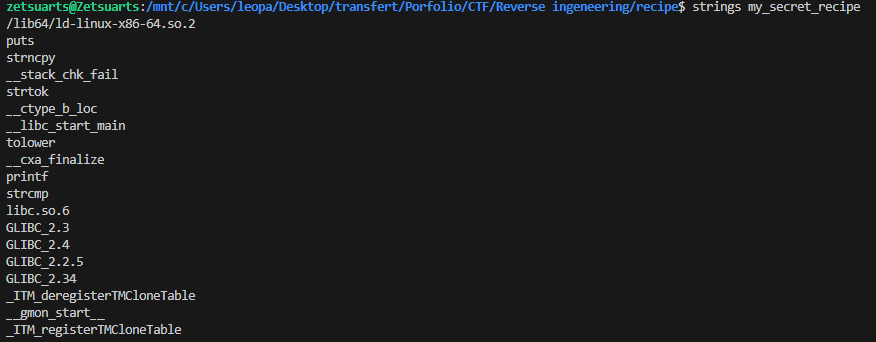 zetsuarts@Zetsuarts:/mnt/c/Users/leopa/Desktop/transfert/Porfolio/CTF/Reverse ingeneering/recipe$ strings my_secret_recipe
/lib64/ld-linux-x86-64.so.2
puts
strncpy
__stack_chk_fail
strtok
__ctype_b_loc
__libc_start_main
tolower
__cxa_finalize
printf
strcmp
libc.so.6
GLIBC_2.3
GLIBC_2.4
GLIBC_2.2.5
GLIBC_2.34
_ITM_deregisterTMCloneTable
__gmon_start__
_ITM_registerTMCloneTable